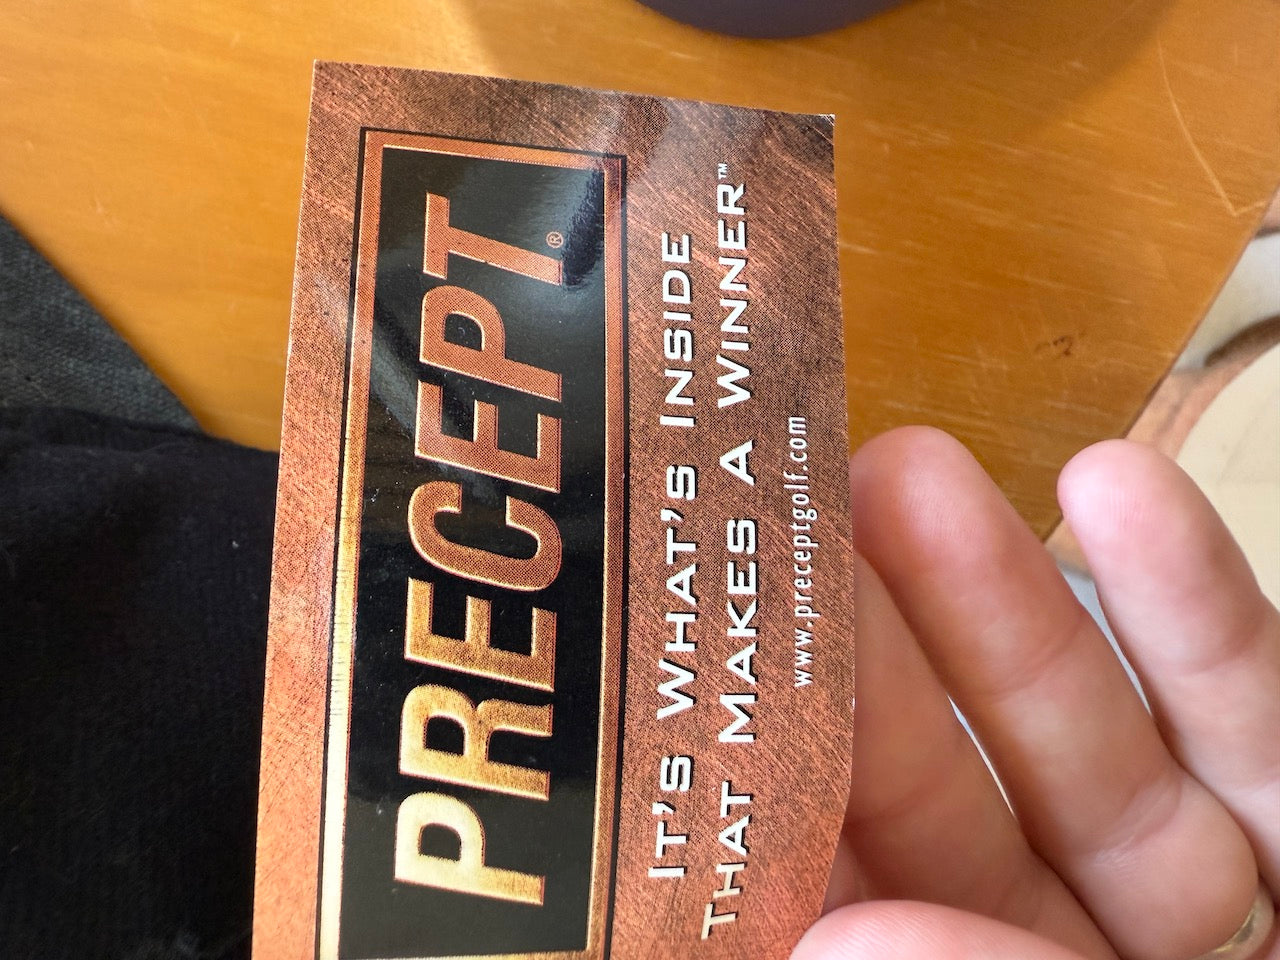 PRECEPT®
IT'S WHAT'S INSIDE
THAT MAKES A WINNER™
www.preceptgolf.com